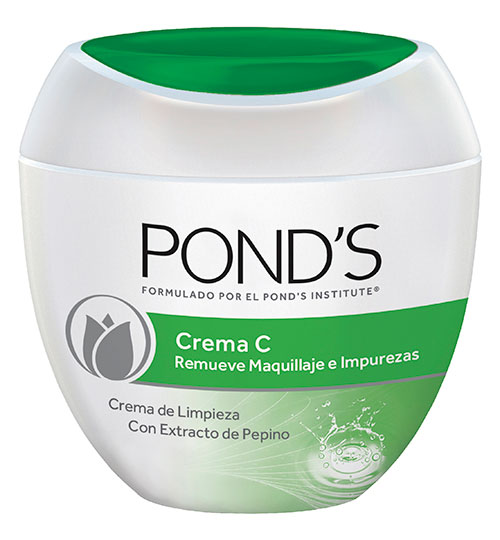 POND'S
FORMULADO POR EL POND'S INSTITUTE®
Crema C
Remueve Maquillaje e Impurezas
Crema de Limpieza
Con Extracto de Pepino